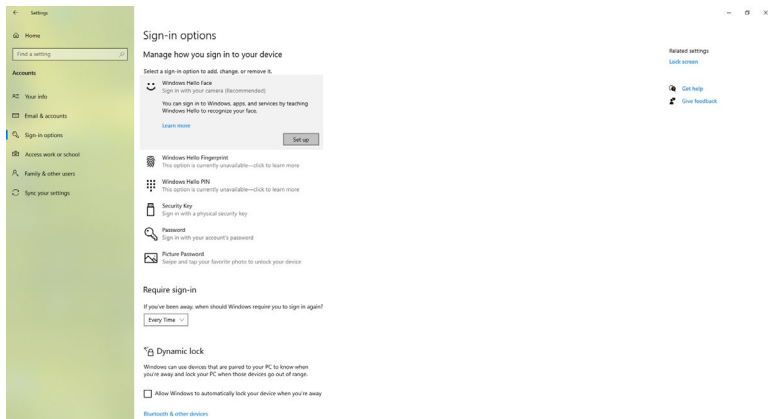 Settings
Home
Find a setting
Accounts
Your info
Email & accounts
Sign-in options
Access work or school
Family & other users
Sync your settings
Sign-in options
Manage how you sign in to your device
Select a sign-in option to add, change, or remove it.
Windows Hello Face
Sign in with your camera (Recommended)
You can sign in to Windows, apps, and services by teaching
Windows Hello to recognize your face.
Learn more
Set up
Windows Hello Fingerprint
This option is currently unavailable—click to learn more
Windows Hello PIN
This option is currently unavailable—click to learn more
Security Key
Sign in with a physical security key
Password
Sign in with your account's password
Picture Password
Swipe and tap your favorite photo to unlock your device
Require sign-in
If you've been away, when should Windows require you to sign in again?
Every Time
Dynamic lock
Windows can use devices that are paired to your PC to know when
you're away and lock your PC when those devices go out of range.
Allow Windows to automatically lock your device when you're away
Bluetooth & other devices
Related settings
Lock screen
Get help
Give feedback